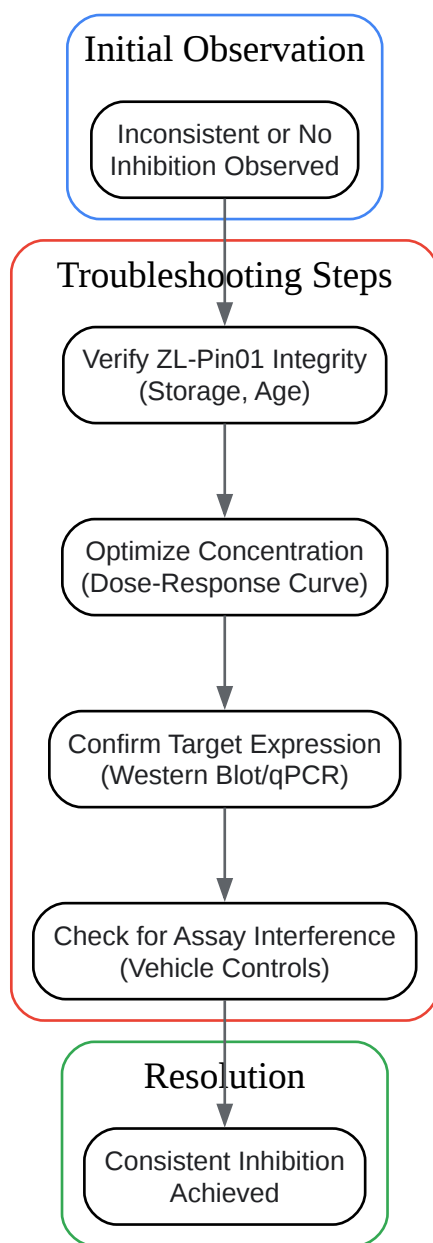 Initial Observation
Inconsistent or No
Inhibition Observed
Troubleshooting Steps
Verify ZL-Pin01 Integrity
(Storage, Age)
Optimize Concentration
(Dose-Response Curve)
Confirm Target Expression
(Western Blot/qPCR)
Check for Assay Interference
(Vehicle Controls)
Resolution
Consistent Inhibition
Achieved